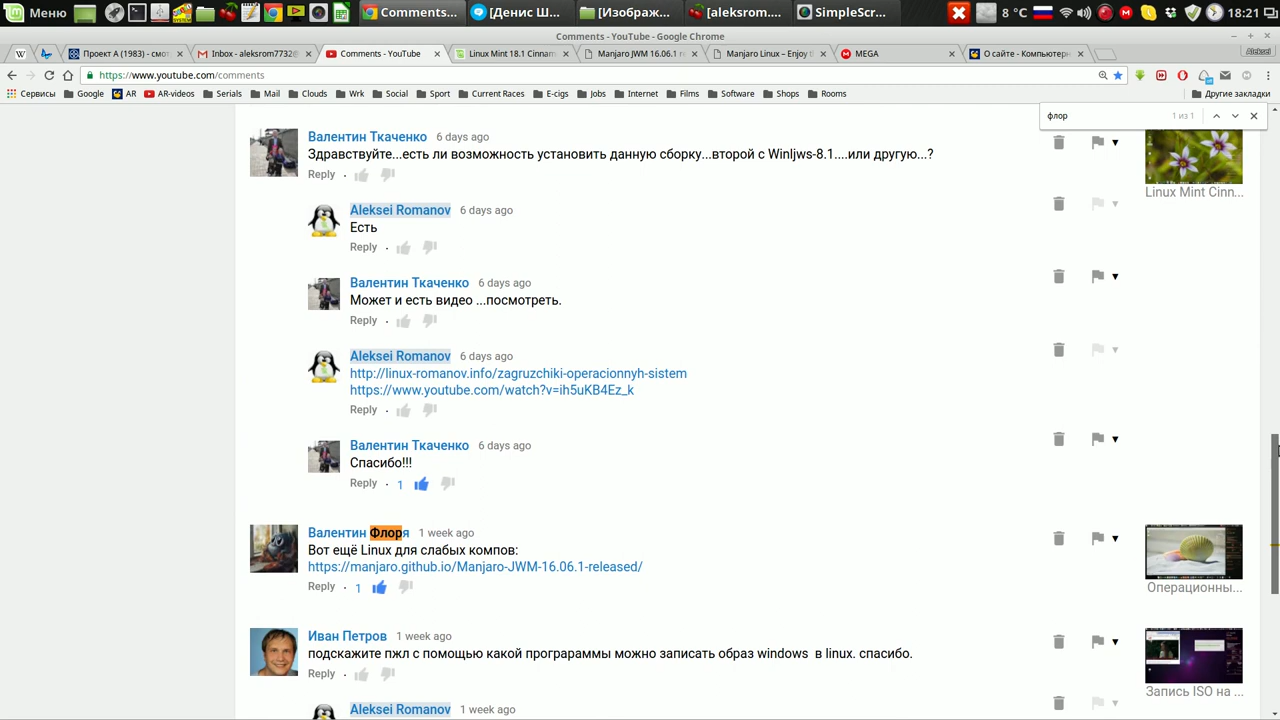 Меню
Comments...
[Денис Ш...
[Изображ...
[aleksrom....
SimpleScr...
8 °C
18:21
Comments - YouTube - Google Chrome
Проект А (1983) - смот
Inbox - aleksrom7732@
Comments - YouTube
Linux Mint 18.1 Cinnam
Manjaro JWM 16.06.1 re
Manjaro Linux – Enjoy t
MEGA
О сайте - Компьютерн
Aleksei
https://www.youtube.com/comments
Сервисы
Google
AR
AR-videos
Serials
Mail
Clouds
Wrk
Social
Sport
Current Races
E-cigs
Jobs
Internet
Films
Software
Shops
Rooms
Другие закладки
флор
1 из 1
Валентин Ткаченко 6 days ago
Здравствуйте...есть ли возможность установить данную сборку...второй с Winljws-8.1....или другую...?
Reply
Linux Mint Cinn...
Aleksei Romanov 6 days ago
Есть
Reply
Валентин Ткаченко 6 days ago
Может и есть видео ...посмотреть.
Reply
Aleksei Romanov 6 days ago
http://linux-romanov.info/zagruzchiki-operacionnyh-sistem
https://www.youtube.com/watch?v=ih5uKB4Ez_k
Reply
Валентин Ткаченко 6 days ago
Спасибо!!!
Reply 1
Валентин Флоря 1 week ago
Вот ещё Linux для слабых компов:
https://manjaro.github.io/Manjaro-JWM-16.06.1-released/
Reply 1
Операционны...
Иван Петров 1 week ago
подскажите пжл с помощью какой программы можно записать образ windows в linux. спасибо.
Reply
Запись ISO на ...
Aleksei Romanov 1 week ago